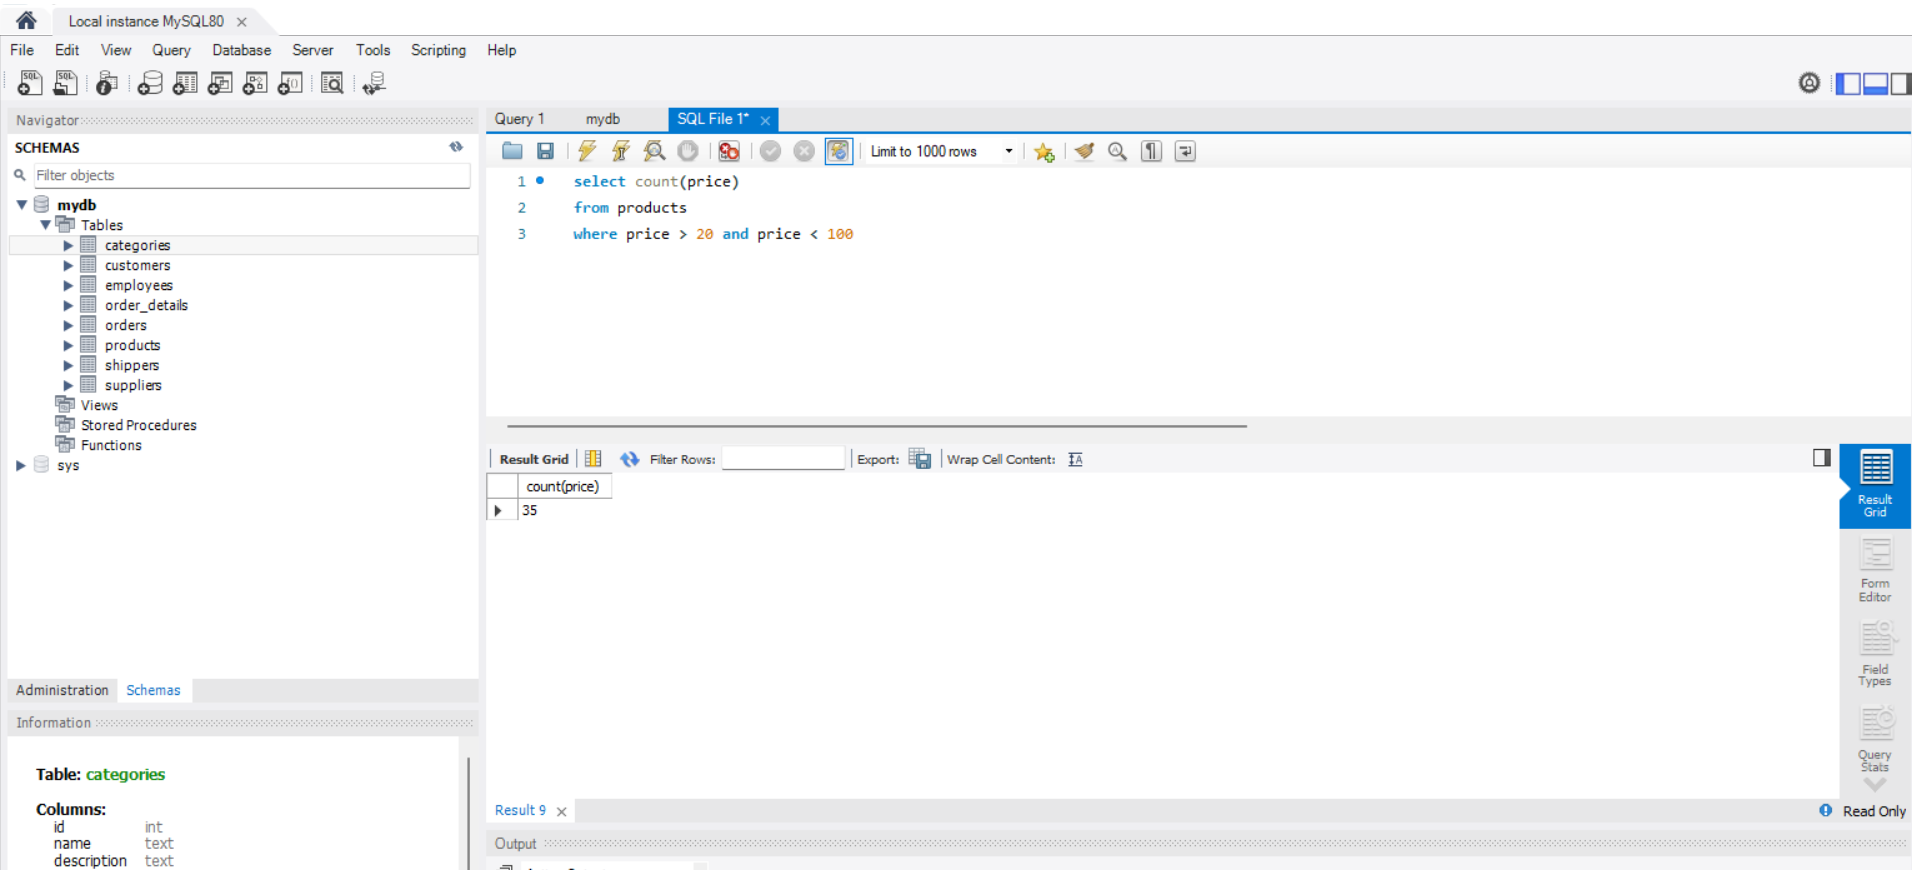 Local instance MySQL80
File Edit View Query Database Server Tools Scripting Help
Navigator
SCHEMAS
Filter objects
mydb
Tables
categories
customers
employees
order_details
orders
products
shippers
suppliers
Views
Stored Procedures
Functions
sys
Administration Schemas
Information
Table: categories
Columns:
id int
name text
description text
Query 1 mydb SQL File 1*
Limit to 1000 rows
1 select count(price)
2 from products
3 where price > 20 and price < 100
Result Grid Filter Rows: Export: Wrap Cell Content:
count(price)
35
Result
Grid
Form
Editor
Field
Types
Query
Stats
Result 9
Read Only
Output